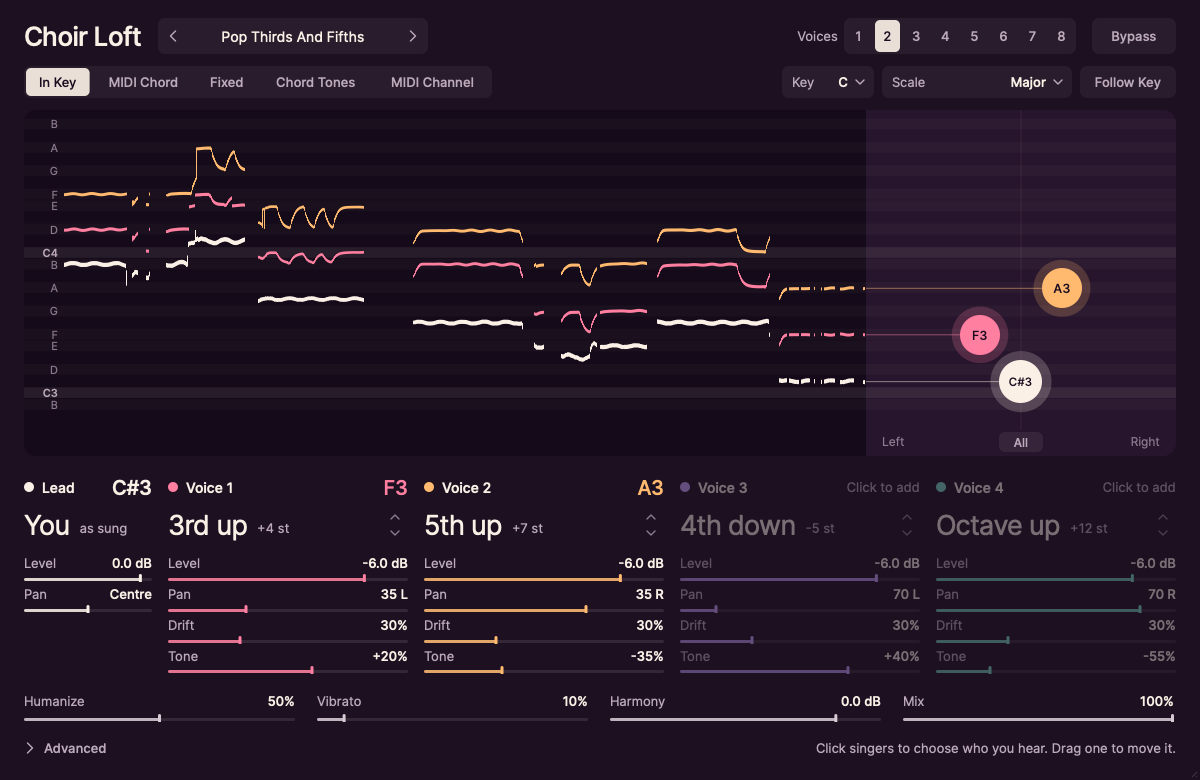 Choir Loft
Pop Thirds And Fifths
Voices 1 2 3 4 5 6 7 8
Bypass
In Key MIDI Chord Fixed Chord Tones MIDI Channel
Key C
Scale Major
Follow Key
B
A
G
F
E
D
C4
B
A
G
F
E
D
C3
B
A3
F3
C#3
Left All Right
Lead C#3
You as sung
Level 0.0 dB
Pan Centre
Voice 1 F3
3rd up +4 st
Level -6.0 dB
Pan 35 L
Drift 30%
Tone +20%
Voice 2 A3
5th up +7 st
Level -6.0 dB
Pan 35 R
Drift 30%
Tone -35%
Voice 3 Click to add
4th down -5 st
Level -6.0 dB
Pan 70 L
Drift 30%
Tone +40%
Voice 4 Click to add
Octave up +12 st
Level -6.0 dB
Pan 70 R
Drift 30%
Tone -55%
Humanize 50%
Vibrato 10%
Harmony 0.0 dB
Mix 100%
Advanced
Click singers to choose who you hear. Drag one to move it.